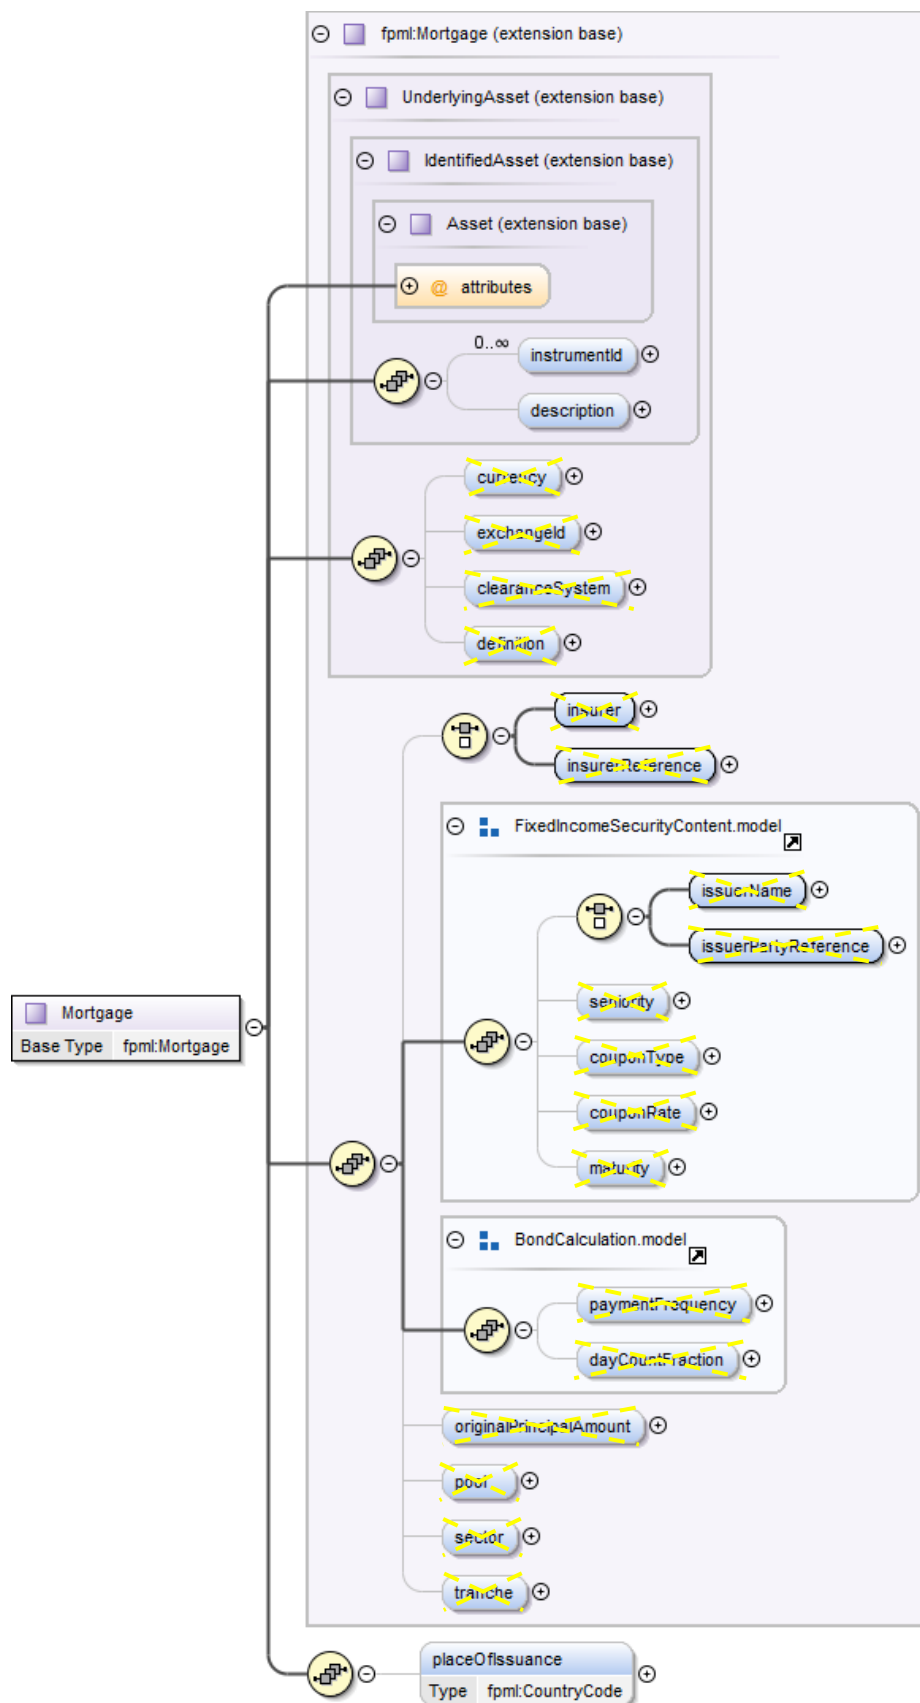 fpml:Mortgage (extension base)
UnderlyingAsset (extension base)
IdentifiedAsset (extension base)
Asset (extension base)
@ attributes
0..∞
instrumentId
description
currency
exchangeId
clearanceSystem
definition
insurer
insurerReference
FixedIncomeSecurityContent.model
issuerName
issuerPartyReference
seniority
couponType
couponRate
maturity
Mortgage
Base Type fpml:Mortgage
BondCalculation.model
paymentFrequency
dayCountFraction
originalPrincipalAmount
pool
sector
tranche
placeOfIssuance
Type fpml:CountryCode